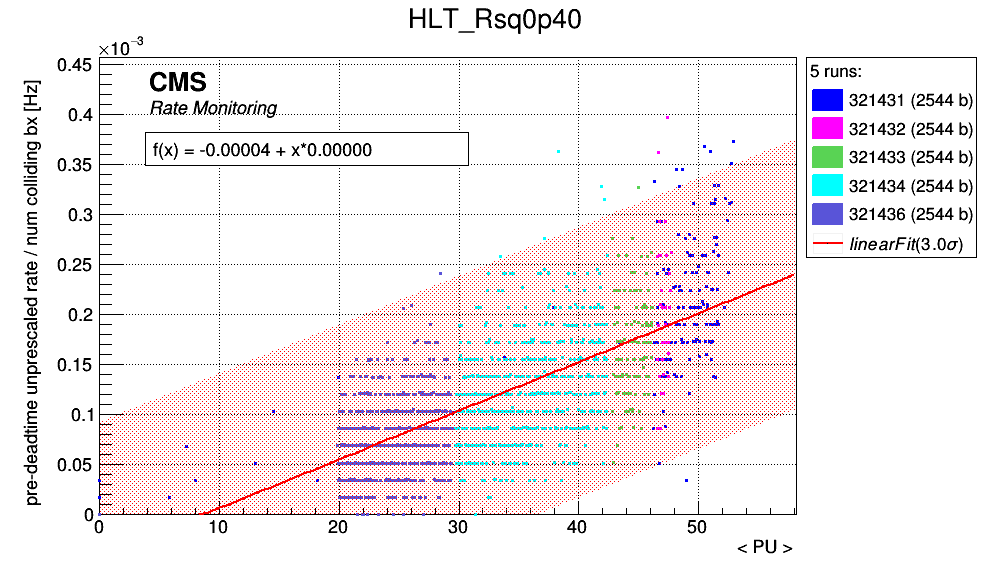 HLT_Rsq0p40
×10⁻³
0.45
0.4
0.35
0.3
0.25
0.2
0.15
0.1
0.05
0
pre-deadtime unprescaled rate / num colliding bx [Hz]
CMS
Rate Monitoring
f(x) = -0.00004 + x*0.00000
0 10 20 30 40 50
< PU >
5 runs:
321431 (2544 b)
321432 (2544 b)
321433 (2544 b)
321434 (2544 b)
321436 (2544 b)
linearFit(3.0σ)